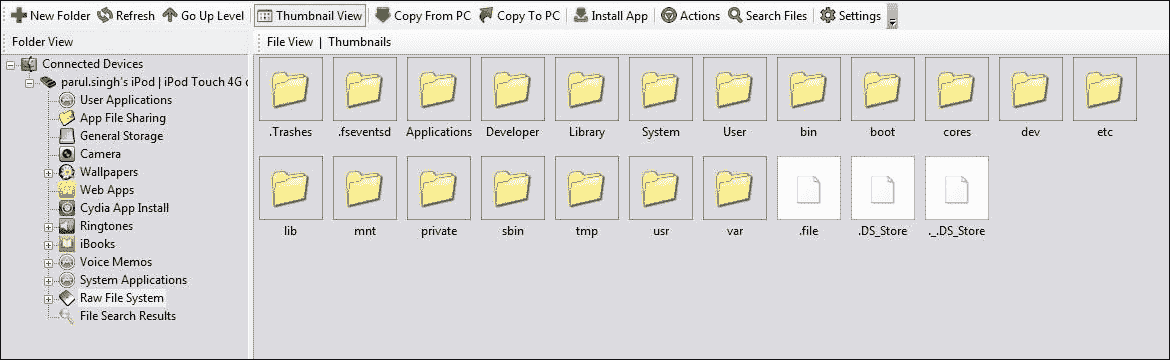 New Folder Refresh Go Up Level Thumbnail View Copy From PC Copy To PC Install App Actions Search Files Settings
Folder View
Connected Devices
parul.singh's iPod | iPod Touch 4G
User Applications
App File Sharing
General Storage
Camera
Wallpapers
Web Apps
Cydia App Install
Ringtones
iBooks
Voice Memos
System Applications
Raw File System
File Search Results
File View | Thumbnails
.Trashes .fseventsd Applications Developer Library System User bin boot cores dev etc
lib mnt private sbin tmp usr var .file .DS_Store ._.DS_Store